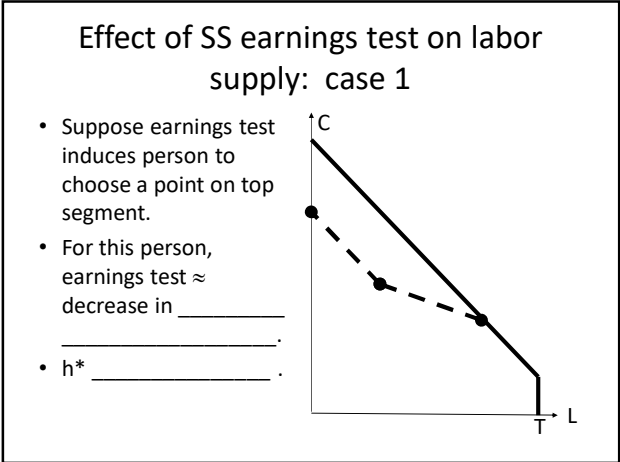 Effect of SS earnings test on labor
supply:  case 1
• Suppose earnings test
induces person to
choose a point on top
segment.
• For this person,
earnings test ≈
decrease in _________
__________________.
• h* _______________ .
C
T
L